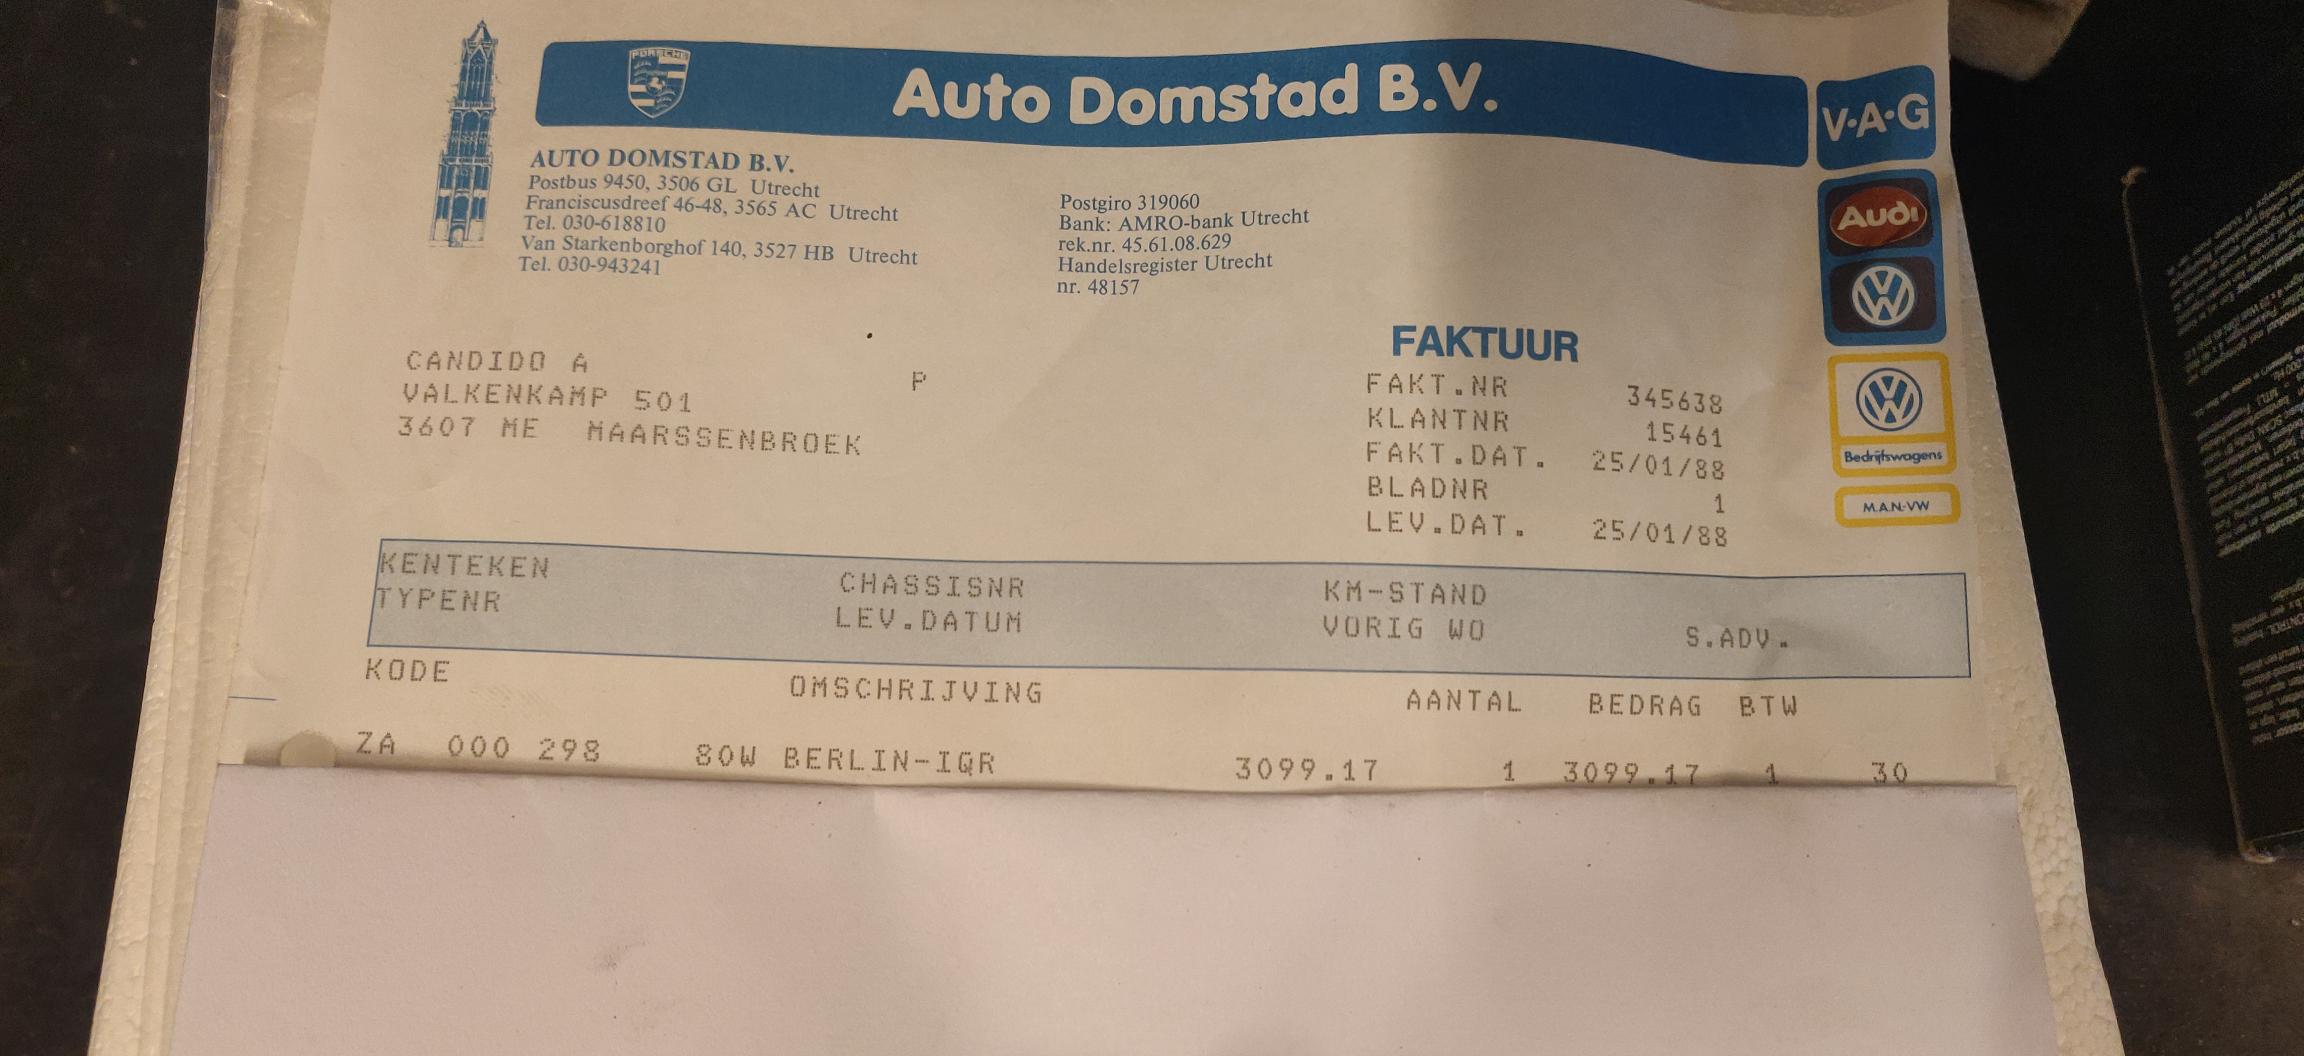 PORSCHE
Auto Domstad B.V.
V·A·G
Audi
AUTO DOMSTAD B.V.
Postbus 9450, 3506 GL Utrecht
Franciscusdreef 46-48, 3565 AC Utrecht
Tel. 030-618810
Van Starkenborghof 140, 3527 HB Utrecht
Tel. 030-943241
Postgiro 319060
Bank: AMRO-bank Utrecht
rek.nr. 45.61.08.629
Handelsregister Utrecht
nr. 48157
Bedrijfswagens
M.A.N-VW
CANDIDO A P
VALKENKAMP 501
3607 ME MAARSSENBROEK
FAKTUUR
FAKT.NR 345638
KLANTNR 15461
FAKT.DAT. 25/01/88
BLADNR 1
LEV.DAT. 25/01/88
KENTEKEN CHASSISNR KM-STAND
TYPENR LEV.DATUM VORIG WO S.ADV.
KODE OMSCHRIJVING AANTAL BEDRAG BTW
ZA 000 298 80W BERLIN-IQR 3099.17 1 3099.17 1 30